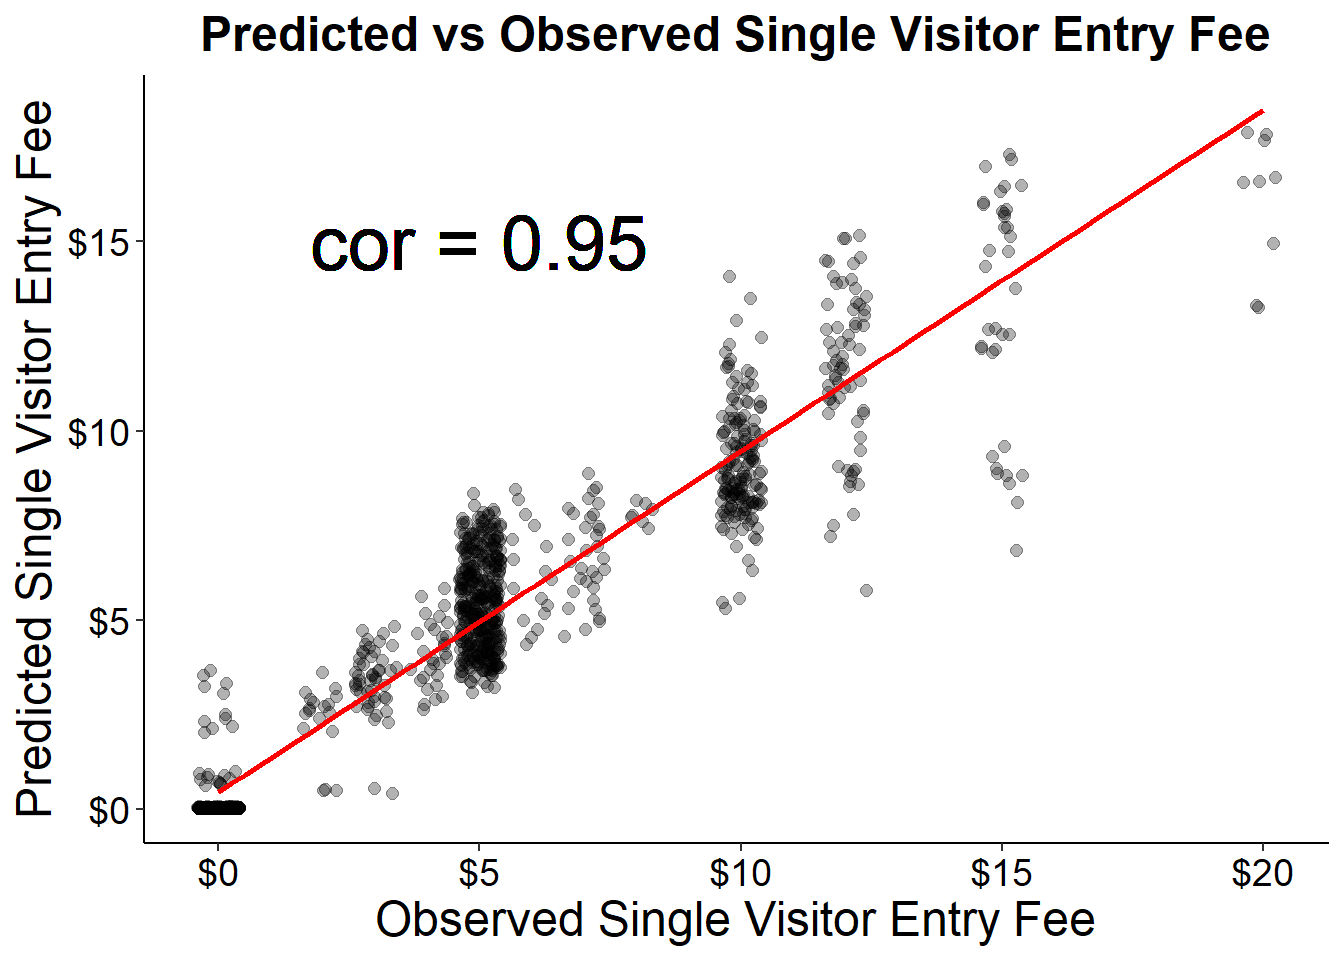 Predicted vs Observed Single Visitor Entry Fee
Predicted Single Visitor Entry Fee
cor = 0.95
$15
$10
$5
$0
$0 $5 $10 $15 $20
Observed Single Visitor Entry Fee